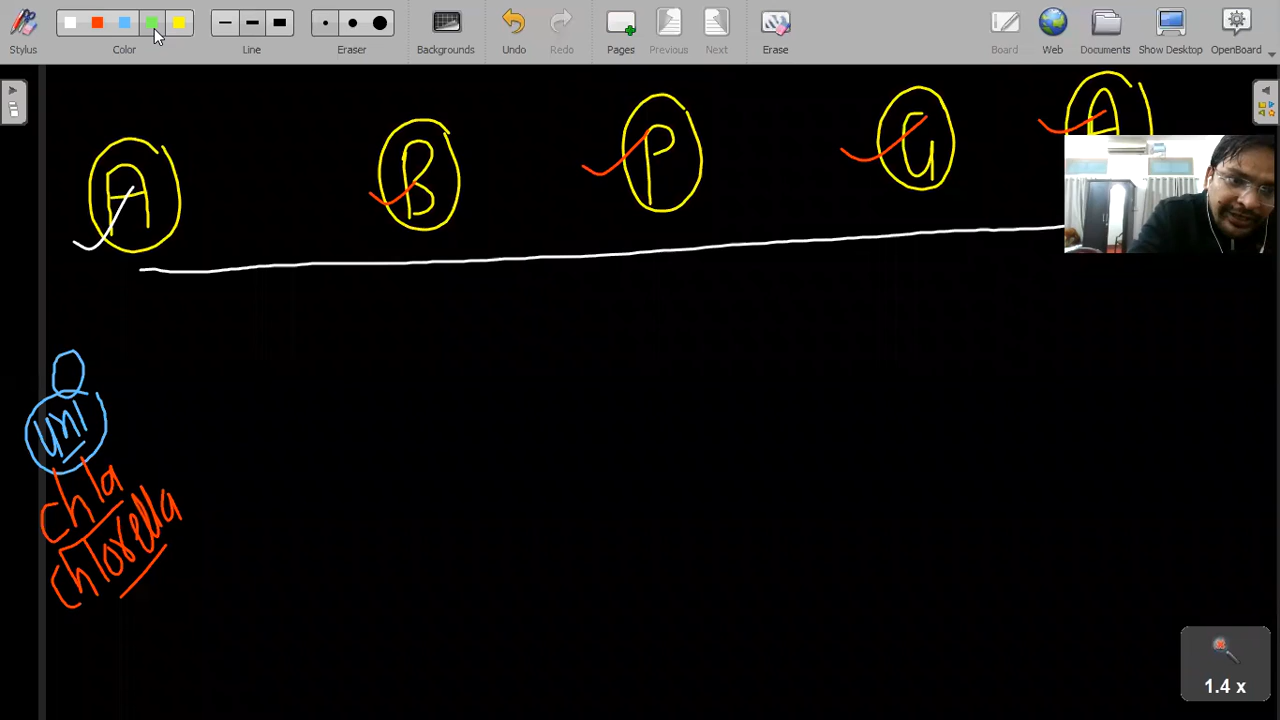 Stylus
Color
Line
Eraser
Backgrounds
Undo
Redo
Pages
Previous
Next
Erase
Board
Web
Documents
Show Desktop
OpenBoard
A B P G A
uni
chla
chlorella
1.4 x